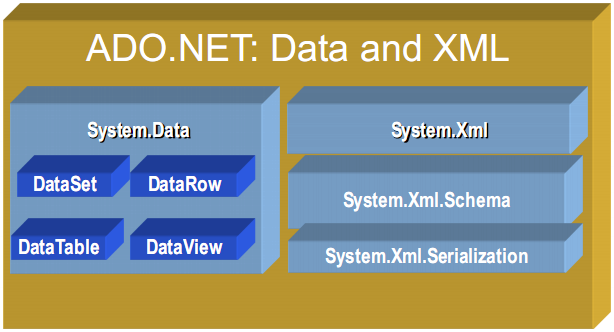 ADO.NET: Data and XML
System.Data
DataSet
DataRow
DataTable
DataView
System.Xml
System.Xml.Schema
System.Xml.Serialization